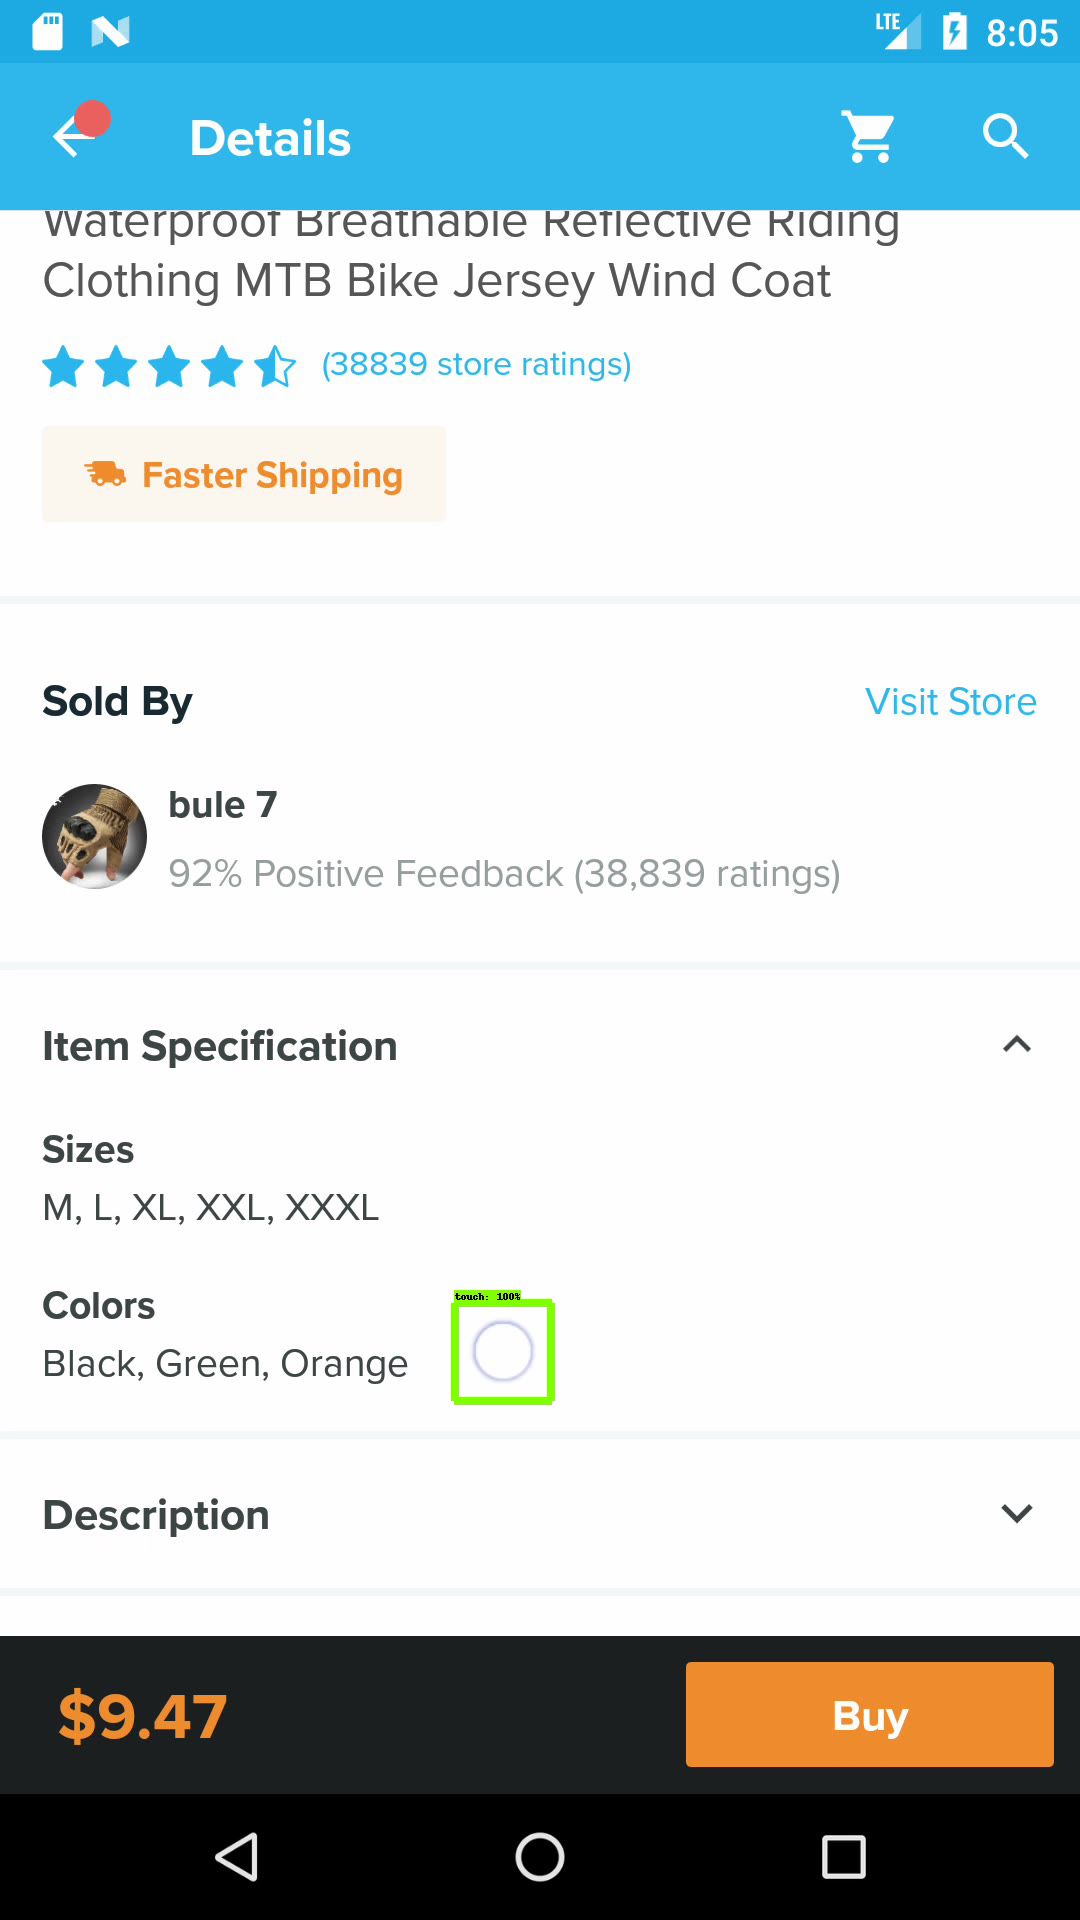 LTE 8:05
Details
Waterproof Breathable Reflective Riding
Clothing MTB Bike Jersey Wind Coat
(38839 store ratings)
Faster Shipping
Sold By
Visit Store
bule 7
92% Positive Feedback (38,839 ratings)
Item Specification
Sizes
M, L, XL, XXL, XXXL
Colors
touch: 100%
Black, Green, Orange
Description
$9.47
Buy